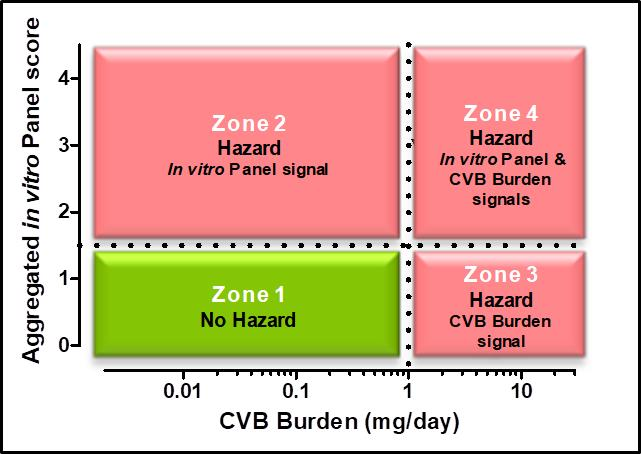 Aggregated in vitro Panel score
4
3
2
1
0
Zone 2
Hazard
In vitro Panel signal
Zone 4
Hazard
In vitro Panel &
CVB Burden
signals
Zone 1
No Hazard
Zone 3
Hazard
CVB Burden
signal
0.01
0.1
1
10
CVB Burden (mg/day)